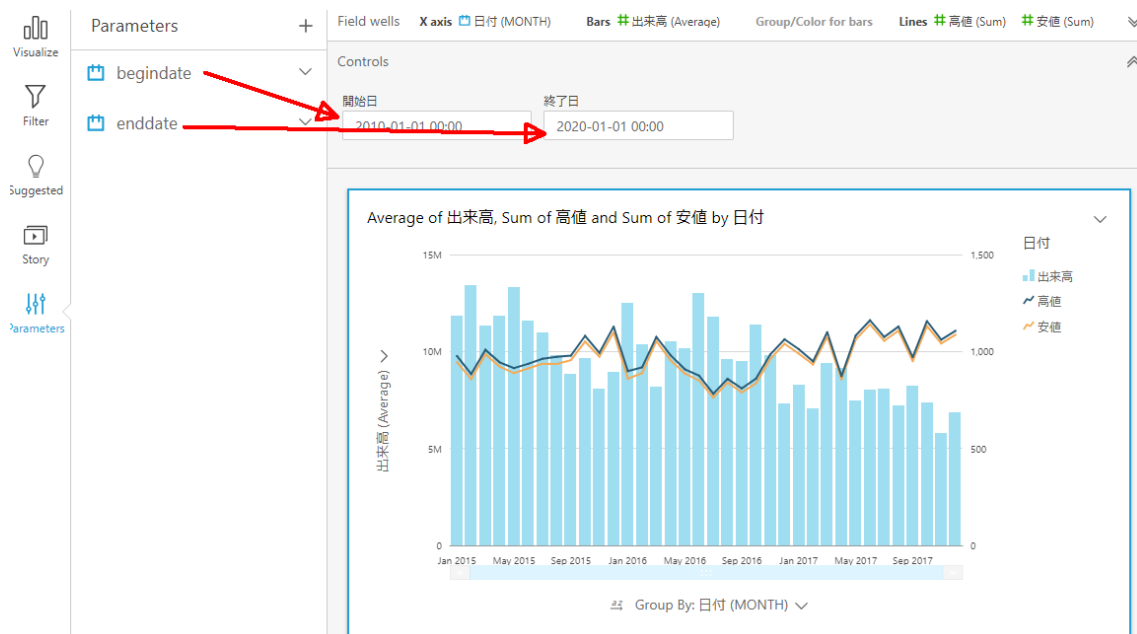 Visualize
Filter
Suggested
Story
Parameters
Parameters +
begindate
enddate
Field wells X axis 日付 (MONTH) Bars 出来高 (Average) Group/Color for bars Lines 高値 (Sum) 安値 (Sum)
Controls
開始日 終了日
2010-01-01 00:00 2020-01-01 00:00
Average of 出来高, Sum of 高値 and Sum of 安値 by 日付
日付
出来高
高値
安値
出来高 (Average)
15M
10M
5M
0
1,500
1,000
500
0
Jan 2015 May 2015 Sep 2015 Jan 2016 May 2016 Sep 2016 Jan 2017 May 2017 Sep 2017
Group By: 日付 (MONTH)